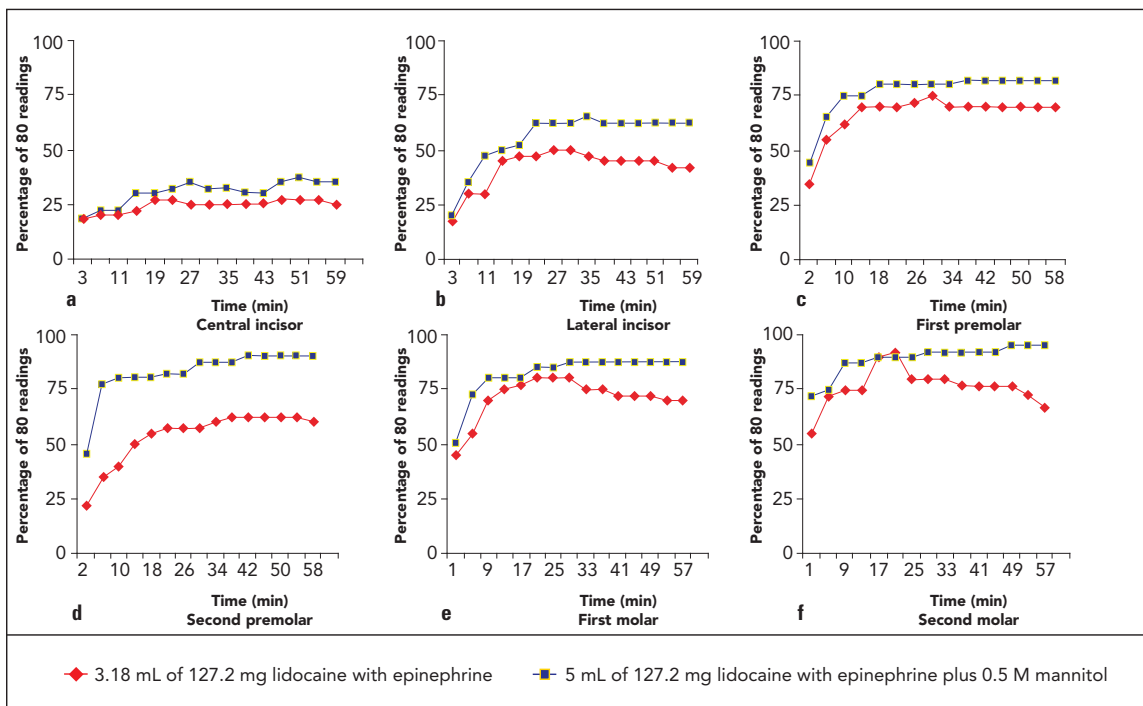 Percentage of 80 readings
100
75
50
25
0
3 11 19 27 35 43 51 59
a
Time (min)
Central incisor
Percentage of 80 readings
100
75
50
25
0
3 11 19 27 35 43 51 59
b
Time (min)
Lateral incisor
Percentage of 80 readings
100
75
50
25
0
2 10 18 26 34 42 50 58
c
Time (min)
First premolar
Percentage of 80 readings
100
75
50
25
0
2 10 18 26 34 42 50 58
d
Time (min)
Second premolar
Percentage of 80 readings
100
75
50
25
0
1 9 17 25 33 41 49 57
e
Time (min)
First molar
Percentage of 80 readings
100
75
50
25
0
1 9 17 25 33 41 49 57
f
Time (min)
Second molar
3.18 mL of 127.2 mg lidocaine with epinephrine
5 mL of 127.2 mg lidocaine with epinephrine plus 0.5 M mannitol